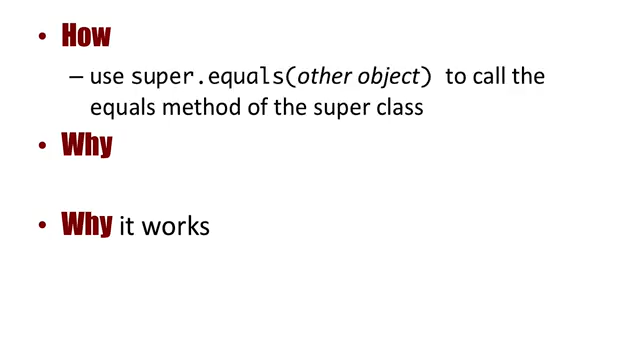 • How
– use super.equals(other object) to call the
equals method of the super class
• Why
• Why it works